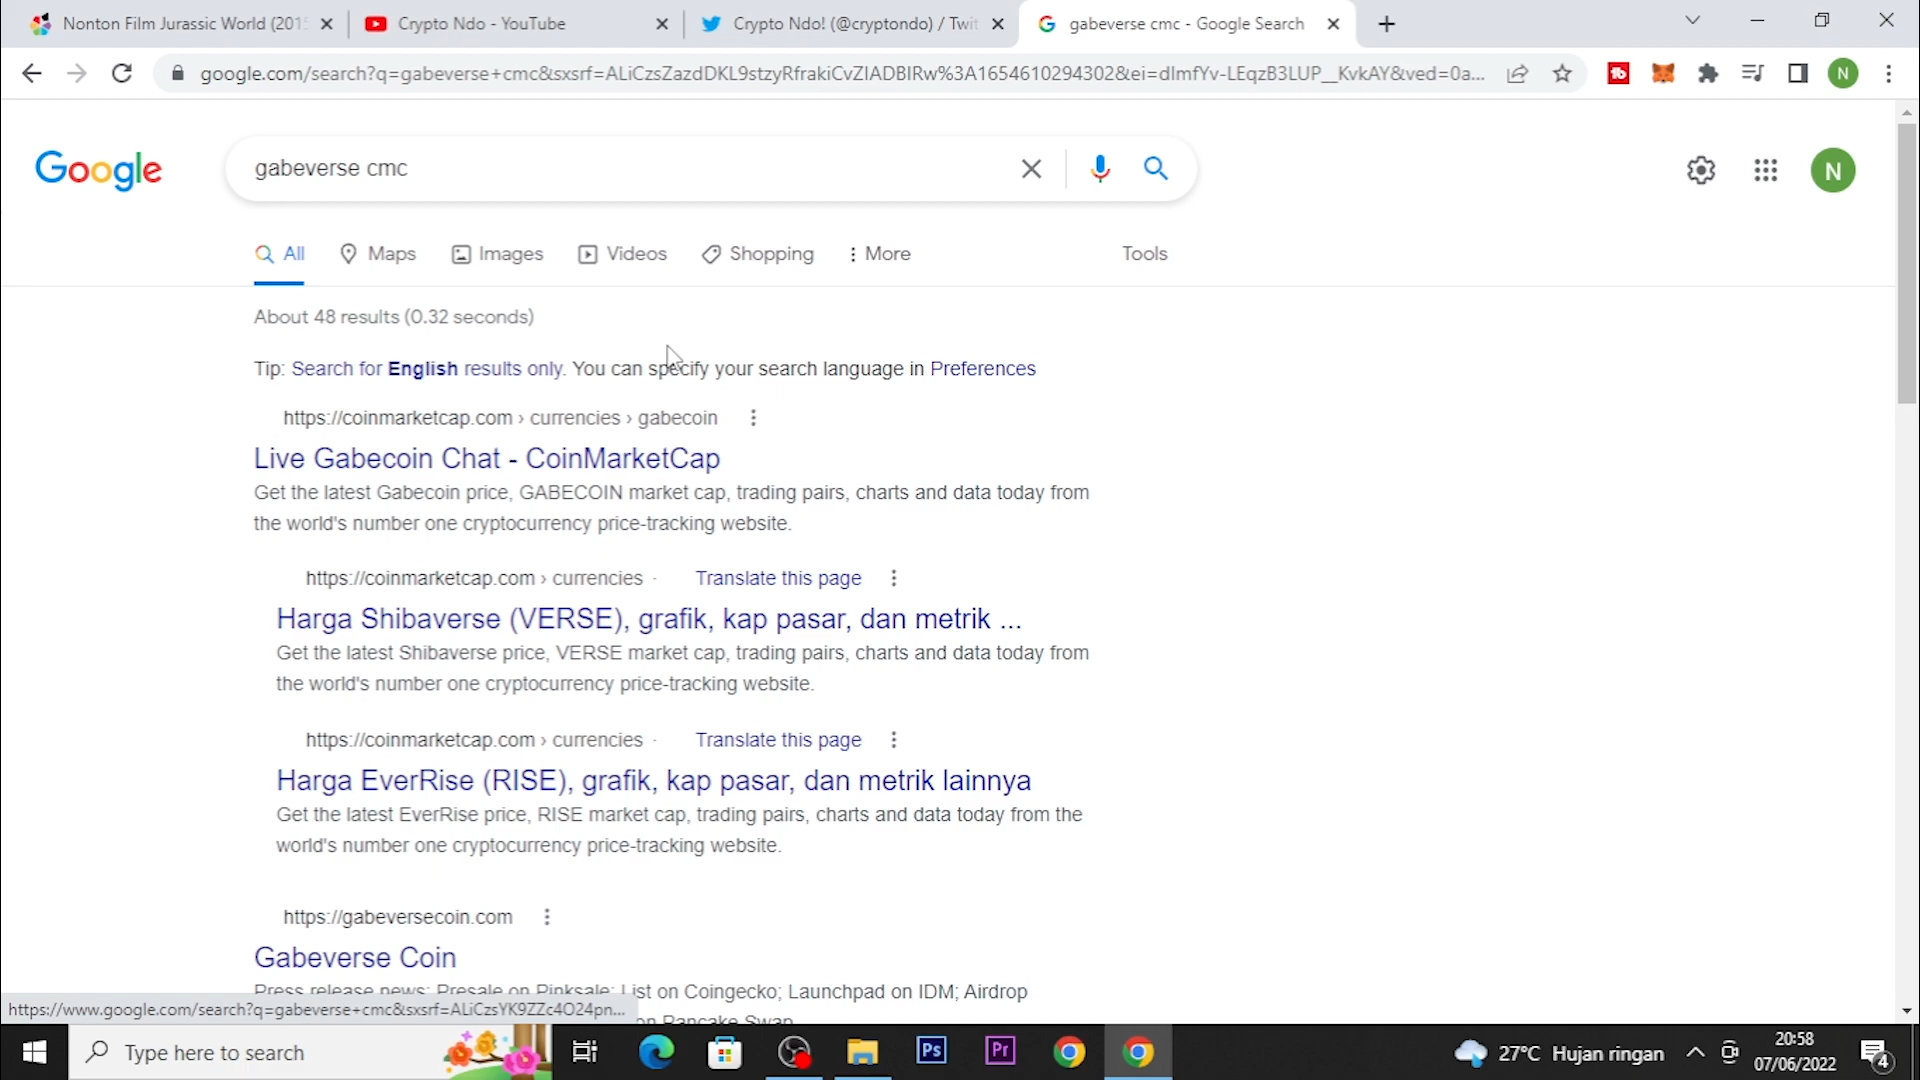 Nonton Film Jurassic World (2015
Crypto Ndo - YouTube
Crypto Ndo! (@cryptondo) / Twit
gabeverse cmc - Google Search
google.com/search?q=gabeverse+cmc&sxsrf=ALiCzsZazdDKL9stzyRfrakiCvZIADBIRw%3A1654610294302&ei=dlmfYv-LEqzB3LUP__KvkAY&ved=0a...
N
Google
gabeverse cmc
N
All
Maps
Images
Videos
Shopping
More
Tools
About 48 results (0.32 seconds)
Tip: Search for English results only. You can specify your search language in Preferences
https://coinmarketcap.com › currencies › gabecoin
Live Gabecoin Chat - CoinMarketCap
Get the latest Gabecoin price, GABECOIN market cap, trading pairs, charts and data today from
the world's number one cryptocurrency price-tracking website.
https://coinmarketcap.com › currencies · Translate this page
Harga Shibaverse (VERSE), grafik, kap pasar, dan metrik ...
Get the latest Shibaverse price, VERSE market cap, trading pairs, charts and data today from
the world's number one cryptocurrency price-tracking website.
https://coinmarketcap.com › currencies · Translate this page
Harga EverRise (RISE), grafik, kap pasar, dan metrik lainnya
Get the latest EverRise price, RISE market cap, trading pairs, charts and data today from the
world's number one cryptocurrency price-tracking website.
https://gabeversecoin.com
Gabeverse Coin
Press release news; Presale on Pinksale; List on Coingecko; Launchpad on IDM; Airdrop
on Pancake Swap
https://www.google.com/search?q=gabeverse+cmc&sxsrf=ALiCzsYK9ZZc4O24pn...
Type here to search
Ps
Pr
27°C Hujan ringan
20:58
07/06/2022
4